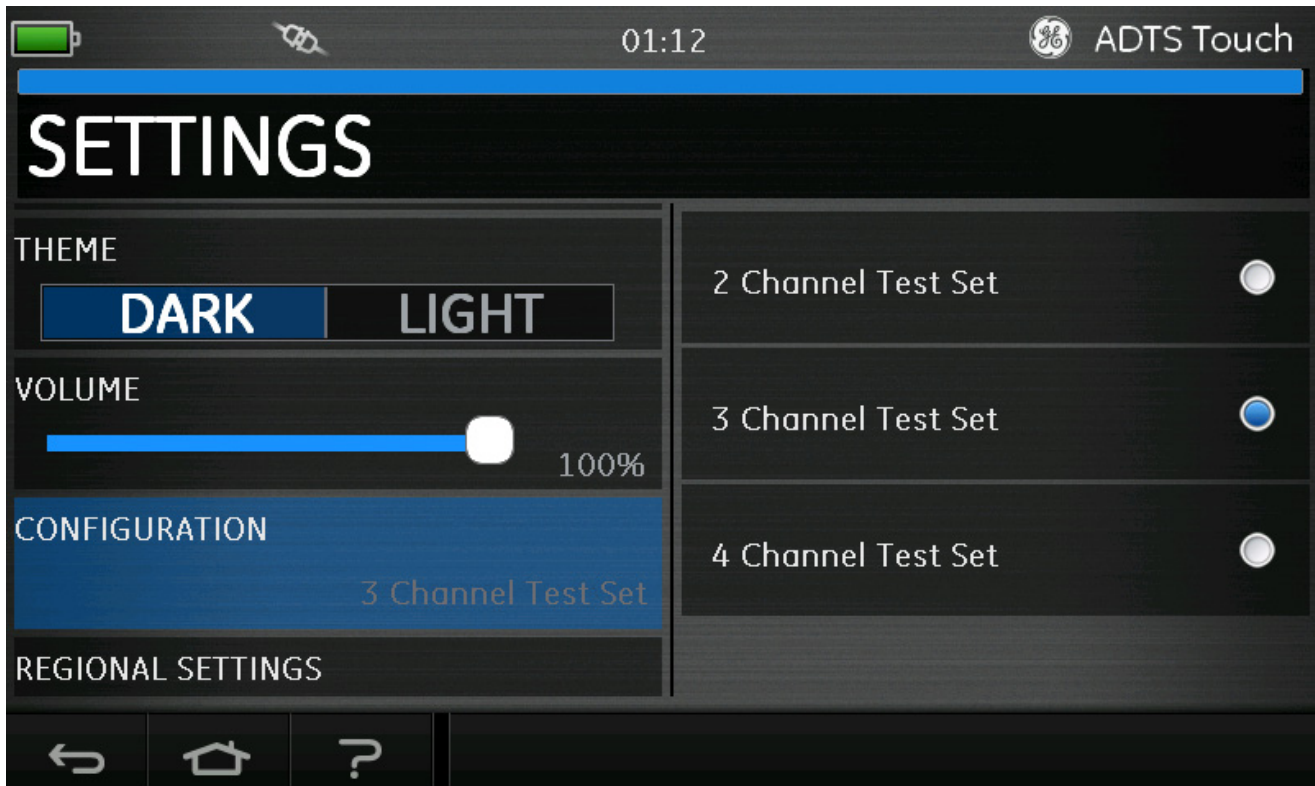 01:12
ADTS Touch
SETTINGS
THEME
DARK
LIGHT
VOLUME
100%
CONFIGURATION
3 Channel Test Set
REGIONAL SETTINGS
2 Channel Test Set
3 Channel Test Set
4 Channel Test Set
?